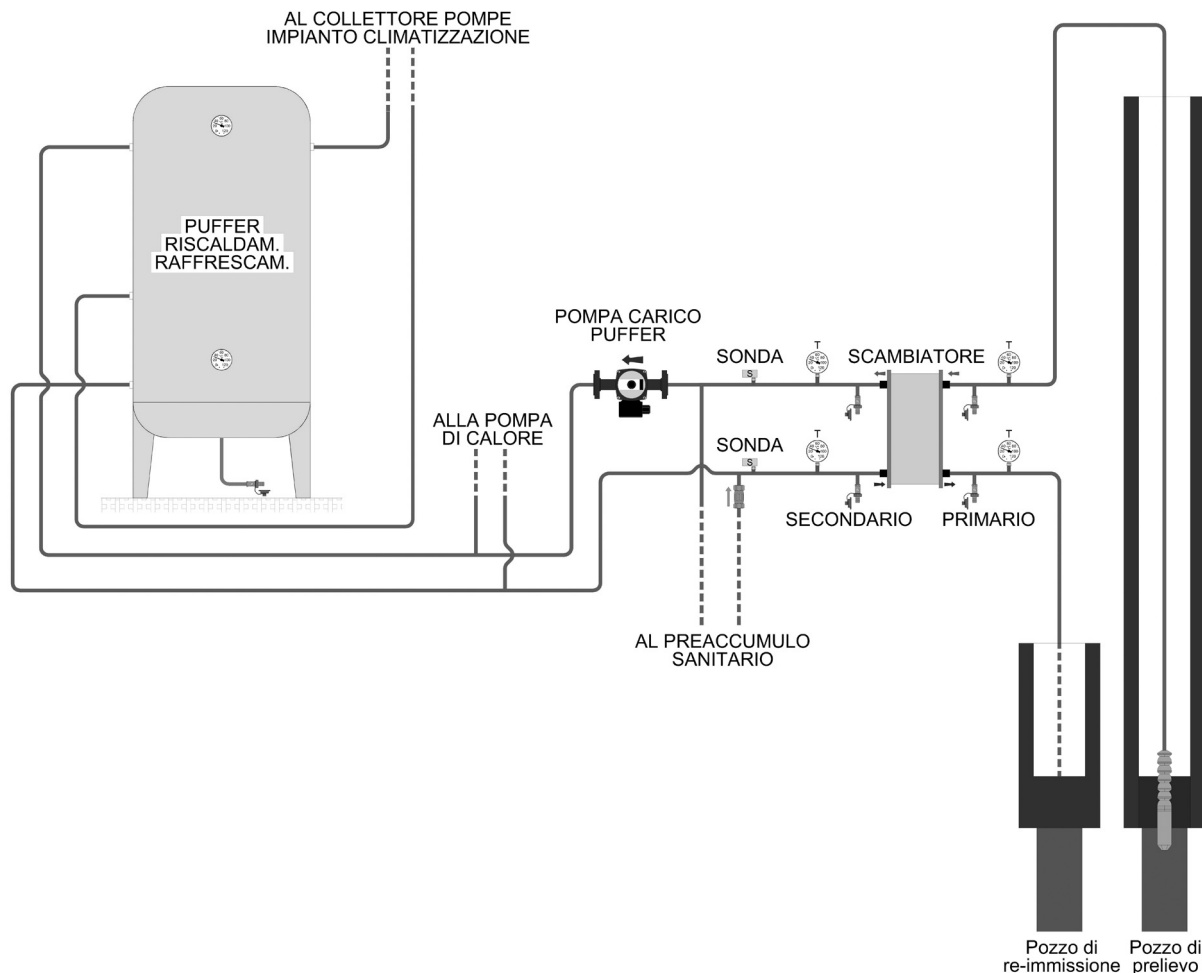 AL COLLETTORE POMPE
IMPIANTO CLIMATIZZAZIONE
PUFFER
RISCALDAM.
RAFFRESCAM.
POMPA CARICO
PUFFER
SONDA
S
T
SCAMBIATORE
T
ALLA POMPA
DI CALORE
SONDA
S
T
T
SECONDARIO
PRIMARIO
AL PREACCUMULO
SANITARIO
Pozzo di
re-immissione
Pozzo di
prelievo